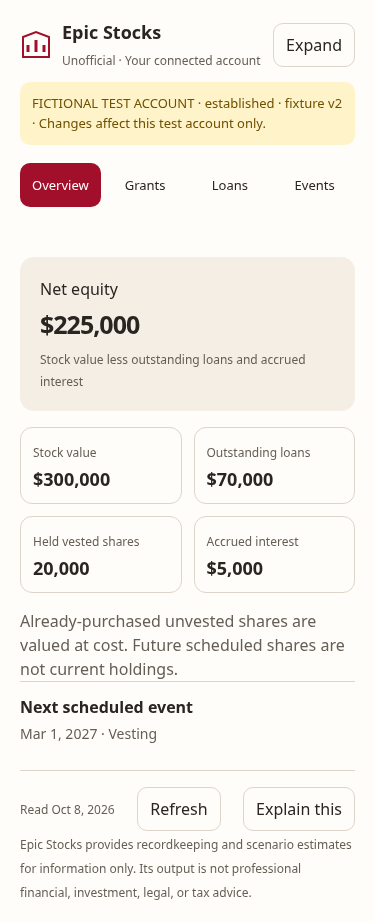 Epic Stocks
Unofficial · Your connected account
Expand
FICTIONAL TEST ACCOUNT · established · fixture v2
· Changes affect this test account only.
Overview
Grants
Loans
Events
Net equity
$225,000
Stock value less outstanding loans and accrued
interest
Stock value
$300,000
Outstanding loans
$70,000
Held vested shares
20,000
Accrued interest
$5,000
Already-purchased unvested shares are
valued at cost. Future scheduled shares are
not current holdings.
Next scheduled event
Mar 1, 2027 · Vesting
Read Oct 8, 2026
Refresh
Explain this
Epic Stocks provides recordkeeping and scenario estimates
for information only. Its output is not professional
financial, investment, legal, or tax advice.